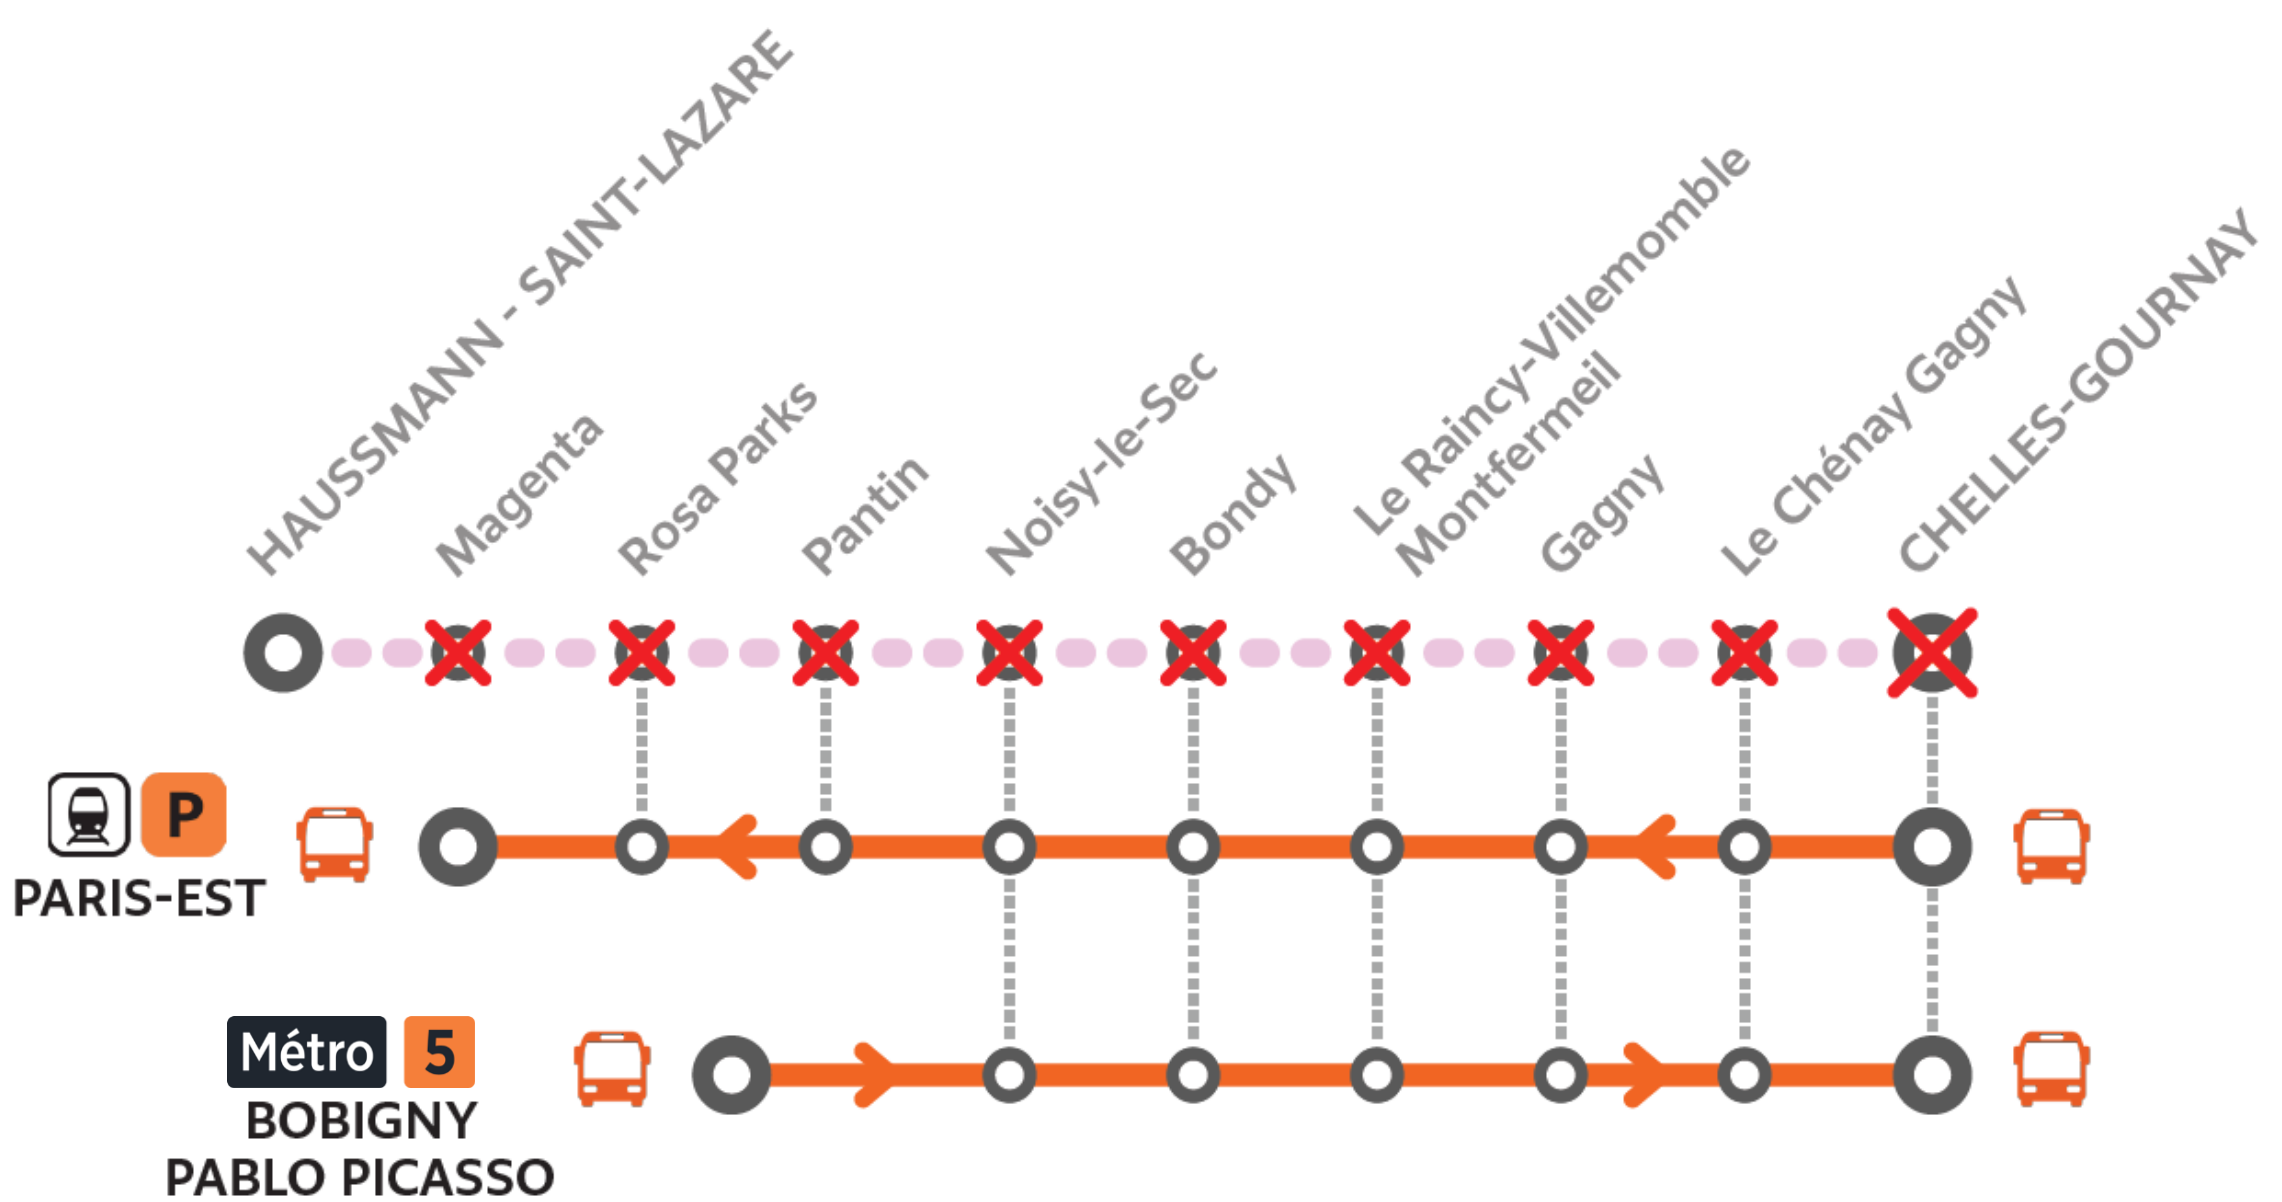 HAUSSMANN - SAINT-LAZARE
Magenta
Rosa Parks
Pantin
Noisy-le-Sec
Bondy
Le Raincy-Villemomble
Montfermeil
Gagny
Le Chénay Gagny
CHELLES-GOURNAY
P
PARIS-EST
Métro 5
BOBIGNY
PABLO PICASSO